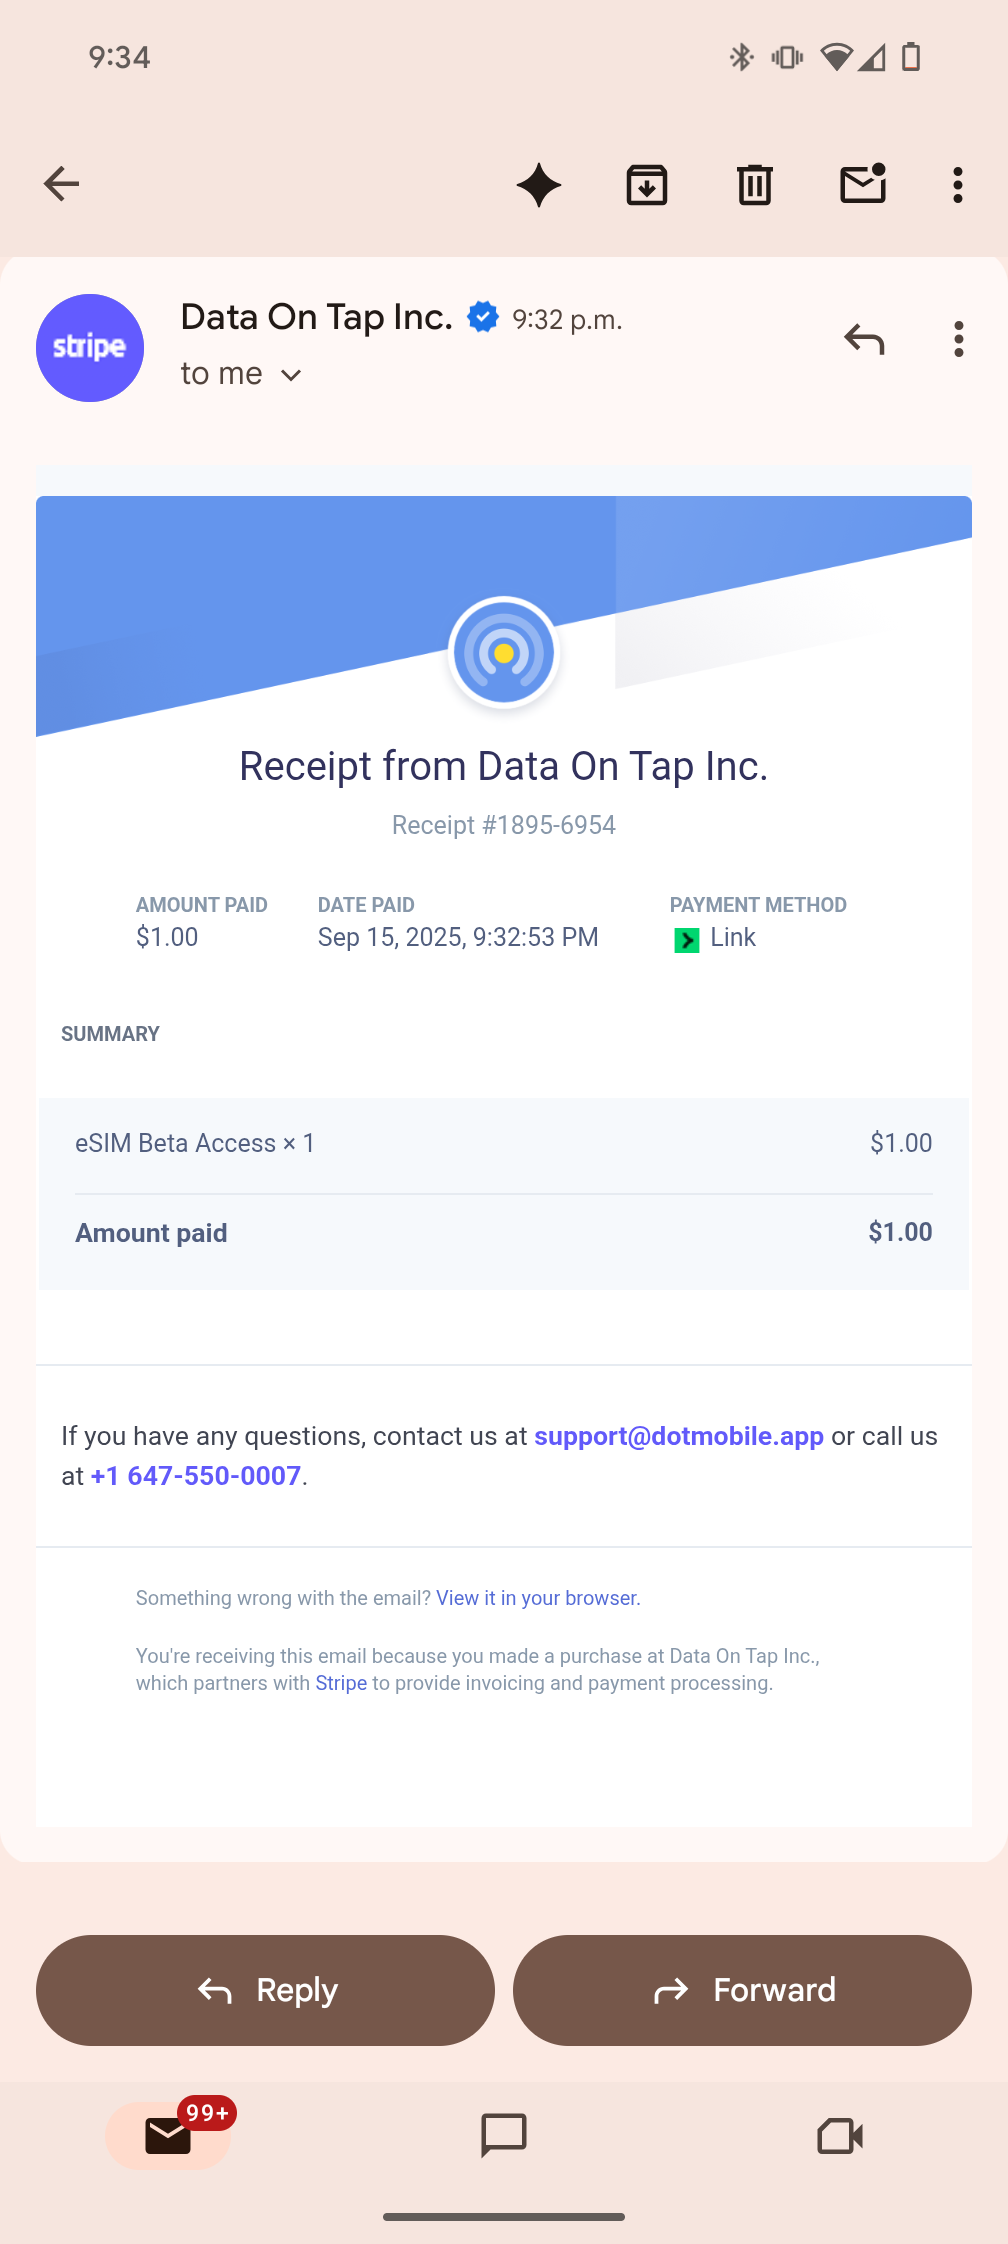 9:34
stripe
Data On Tap Inc. 9:32 p.m.
to me
Receipt from Data On Tap Inc.
Receipt #1895-6954
AMOUNT PAID DATE PAID PAYMENT METHOD
$1.00 Sep 15, 2025, 9:32:53 PM Link
SUMMARY
eSIM Beta Access × 1 $1.00
Amount paid $1.00
If you have any questions, contact us at support@dotmobile.app or call us
at +1 647-550-0007.
Something wrong with the email? View it in your browser.
You're receiving this email because you made a purchase at Data On Tap Inc.,
which partners with Stripe to provide invoicing and payment processing.
Reply Forward
99+